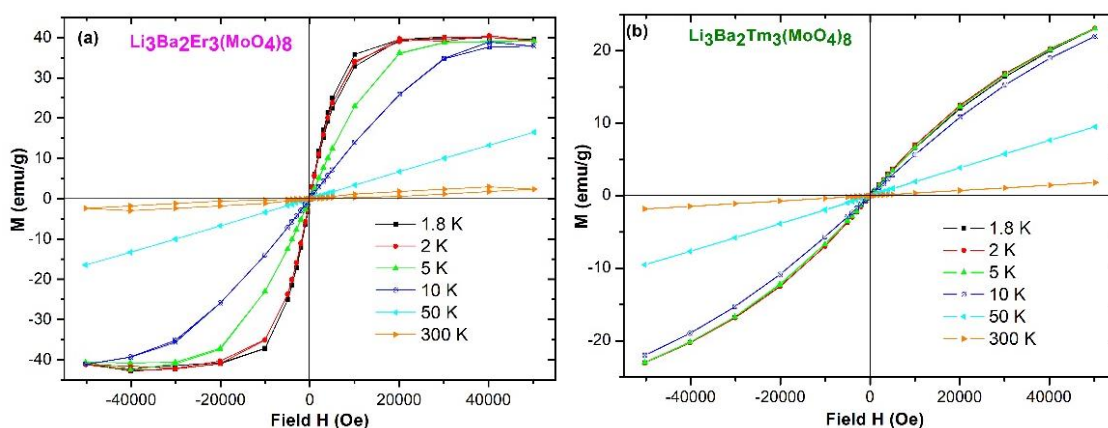 (a)
Li3Ba2Er3(MoO4)8
M (emu/g)
40
30
20
10
0
-10
-20
-30
-40
1.8 K
2 K
5 K
10 K
50 K
300 K
-40000
-20000
0
20000
40000
Field H (Oe)
(b)
Li3Ba2Tm3(MoO4)8
M (emu/g)
20
10
0
-10
-20
1.8 K
2 K
5 K
10 K
50 K
300 K
-40000
-20000
0
20000
40000
Field H (Oe)